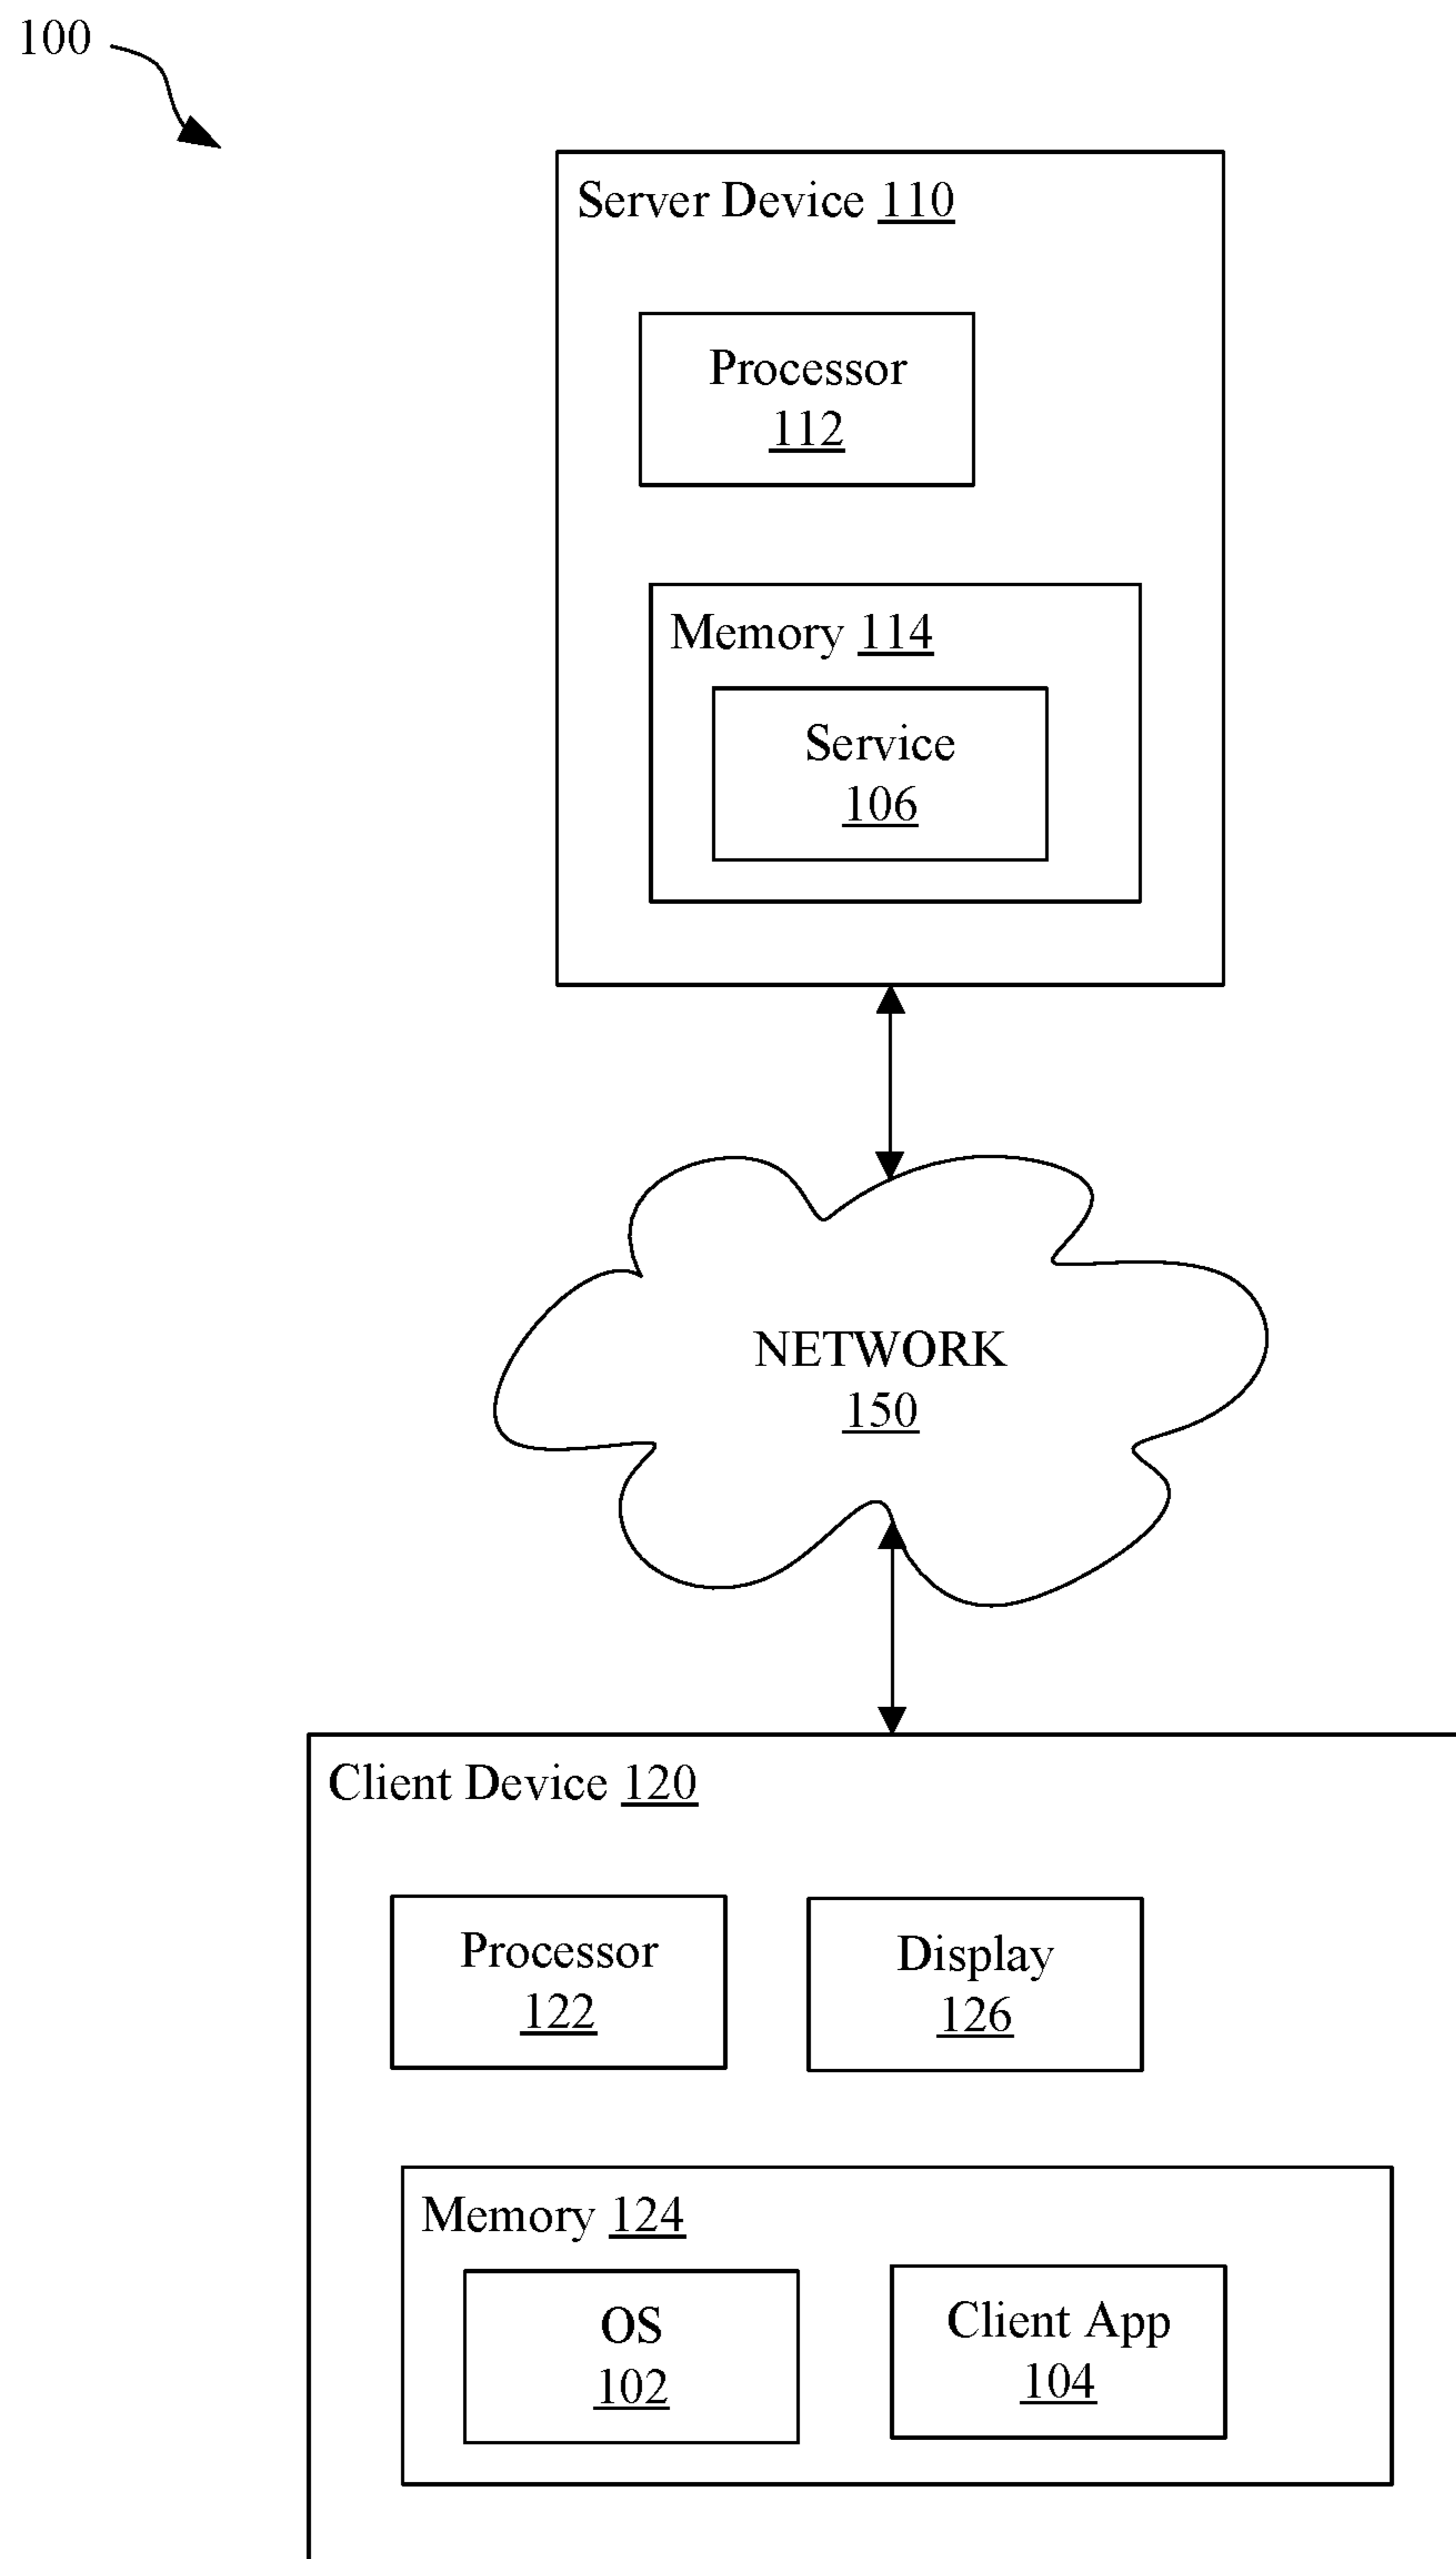 100
Server Device 110
Processor
112
Memory 114
Service
106
NETWORK
150
Client Device 120
Processor
122
Display
126
Memory 124
OS
102
Client App
104